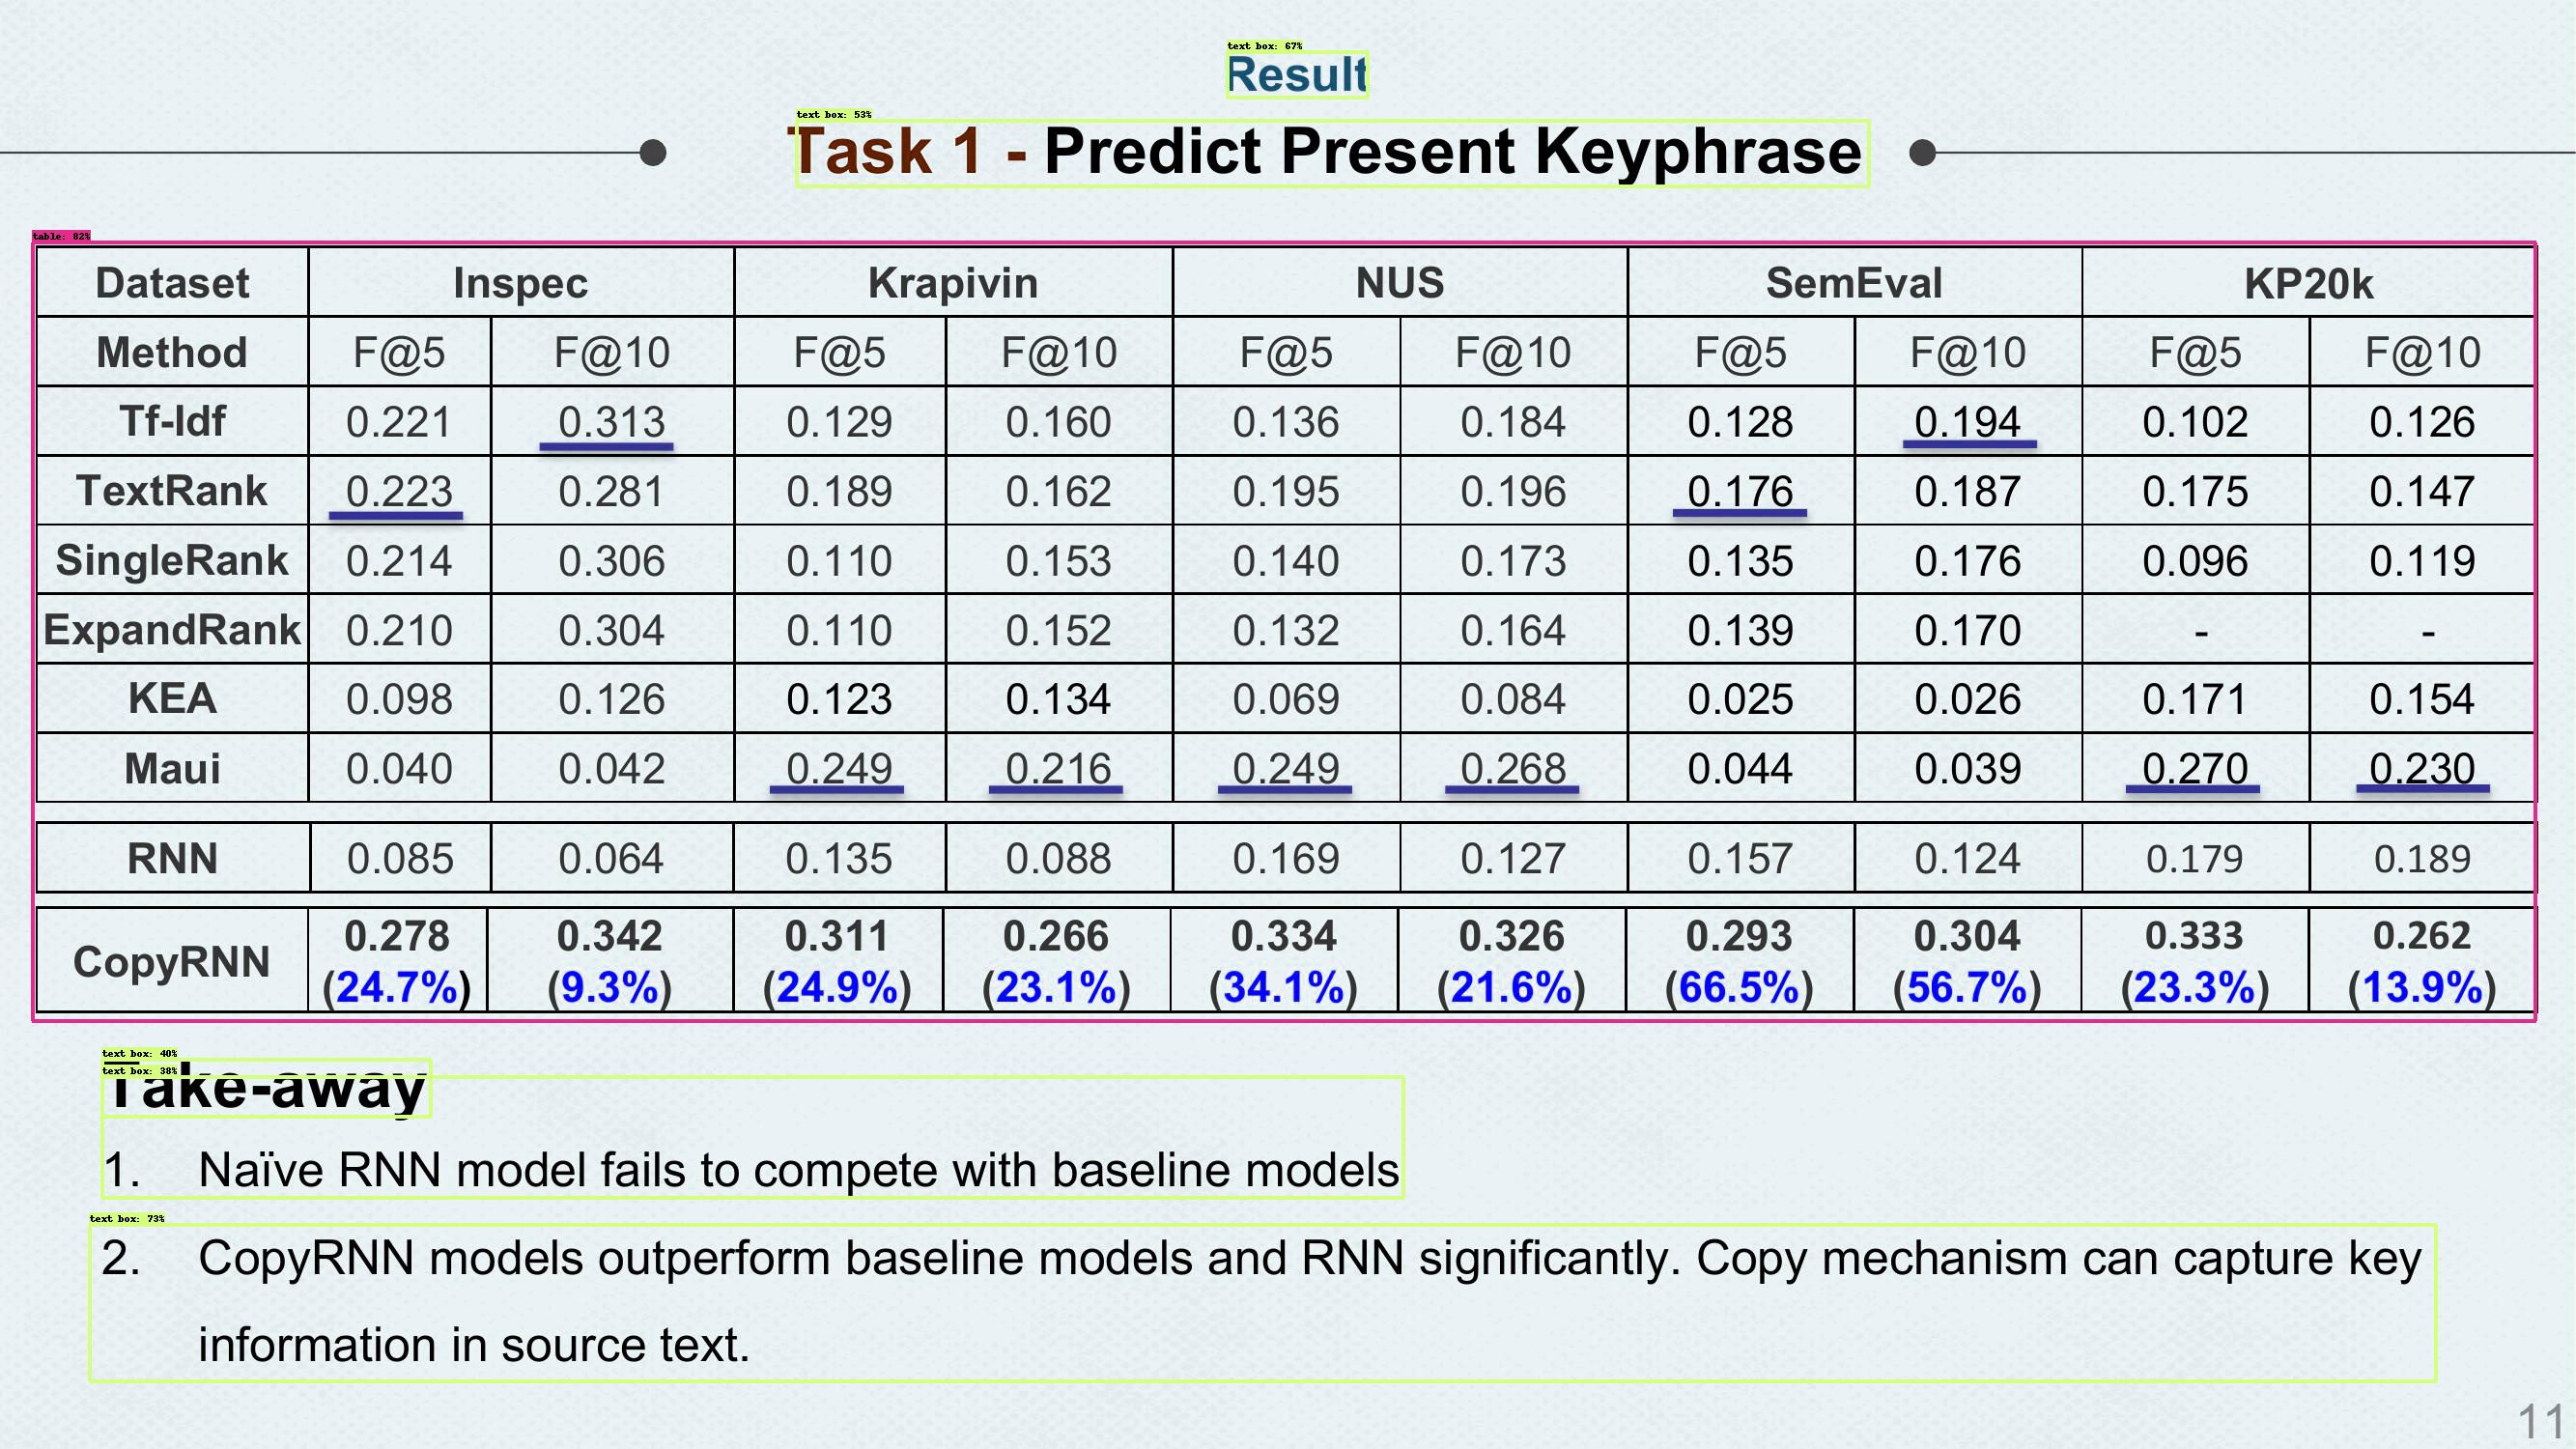 text box: 67%
Result
text box: 53%
Task 1 - Predict Present Keyphrase
table: 82%
Dataset Inspec Krapivin NUS SemEval KP20k
Method F@5 F@10 F@5 F@10 F@5 F@10 F@5 F@10 F@5 F@10
Tf-Idf 0.221 0.313 0.129 0.160 0.136 0.184 0.128 0.194 0.102 0.126
TextRank 0.223 0.281 0.189 0.162 0.195 0.196 0.176 0.187 0.175 0.147
SingleRank 0.214 0.306 0.110 0.153 0.140 0.173 0.135 0.176 0.096 0.119
ExpandRank 0.210 0.304 0.110 0.152 0.132 0.164 0.139 0.170 - -
KEA 0.098 0.126 0.123 0.134 0.069 0.084 0.025 0.026 0.171 0.154
Maui 0.040 0.042 0.249 0.216 0.249 0.268 0.044 0.039 0.270 0.230
RNN 0.085 0.064 0.135 0.088 0.169 0.127 0.157 0.124 0.179 0.189
CopyRNN 0.278 0.342 0.311 0.266 0.334 0.326 0.293 0.304 0.333 0.262
(24.7%) (9.3%) (24.9%) (23.1%) (34.1%) (21.6%) (66.5%) (56.7%) (23.3%) (13.9%)
text box: 40%
text box: 38%
Take-away
1. Naïve RNN model fails to compete with baseline models
text box: 73%
2. CopyRNN models outperform baseline models and RNN significantly. Copy mechanism can capture key
information in source text.
11